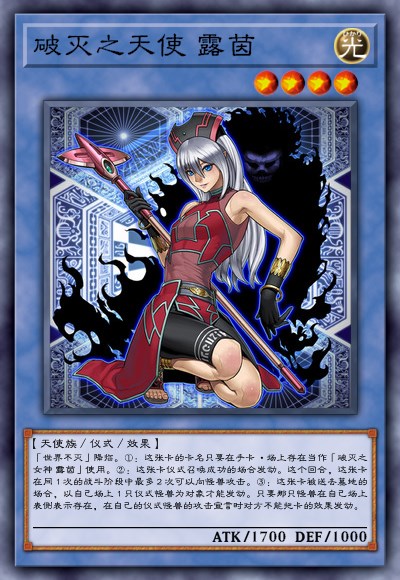 破灭之天使 露茵
光
【天使族／仪式／效果】
「世界不灭」降临。①：这张卡的卡名只要在手卡·场上存在当作「破灭之
女神 露茵」使用。②：这张卡仪式召唤成功的场合发动。这个回合，这张卡
在同1次的战斗阶段中最多2次可以向怪兽攻击。③：这张卡被送去墓地的
场合，以自己场上1只仪式怪兽为对象才能发动。只要那只怪兽在自己场上
表侧表示存在，在自己的仪式怪兽的攻击宣言时对方不能把卡的效果发动。
ATK/1700 DEF/1000